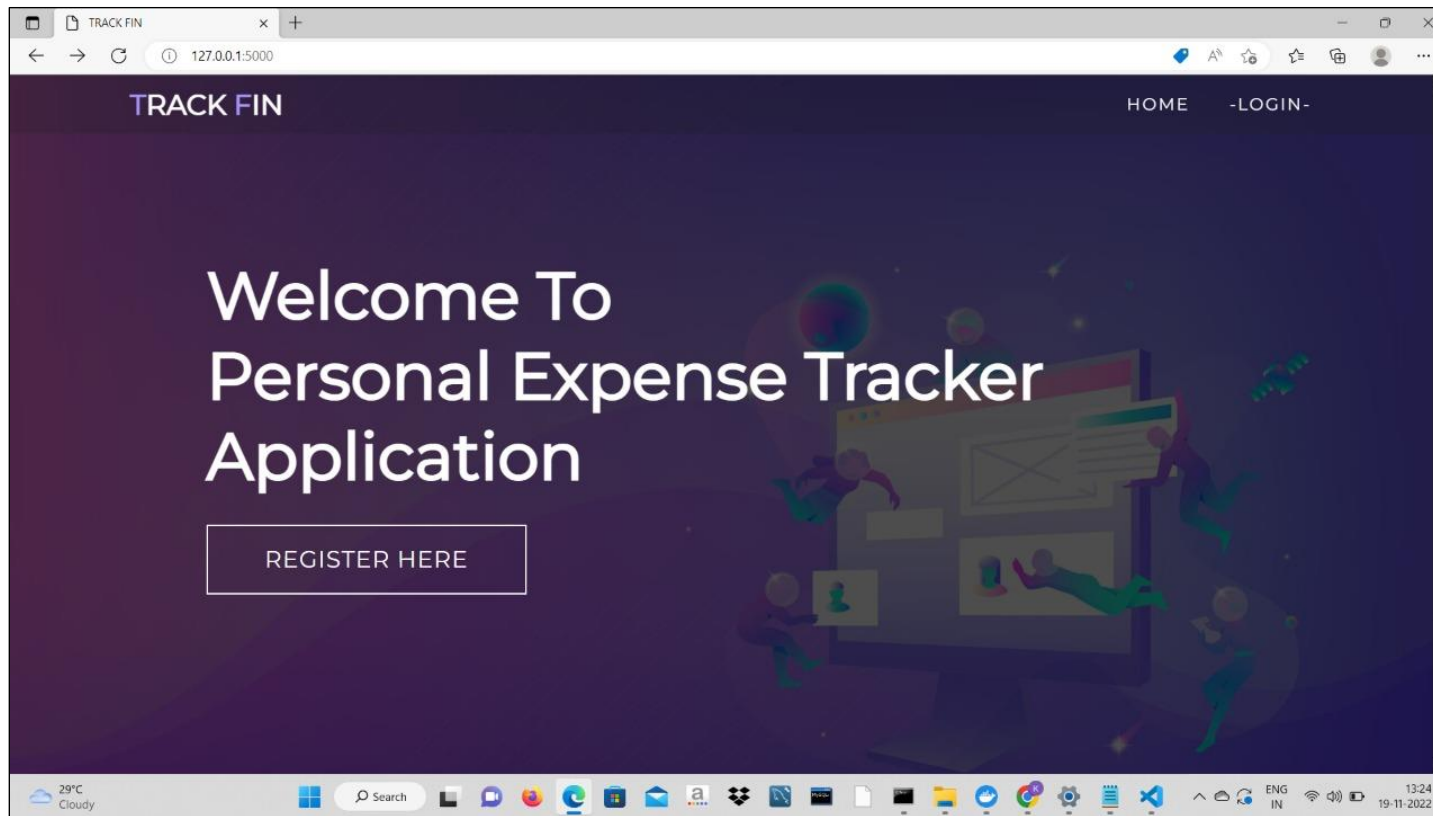 TRACK FIN
127.0.0.1:5000
TRACK FIN
HOME -LOGIN-
Welcome To
Personal Expense Tracker
Application
REGISTER HERE
29°C
Cloudy
Search
ENG
IN
13:24
19-11-2022